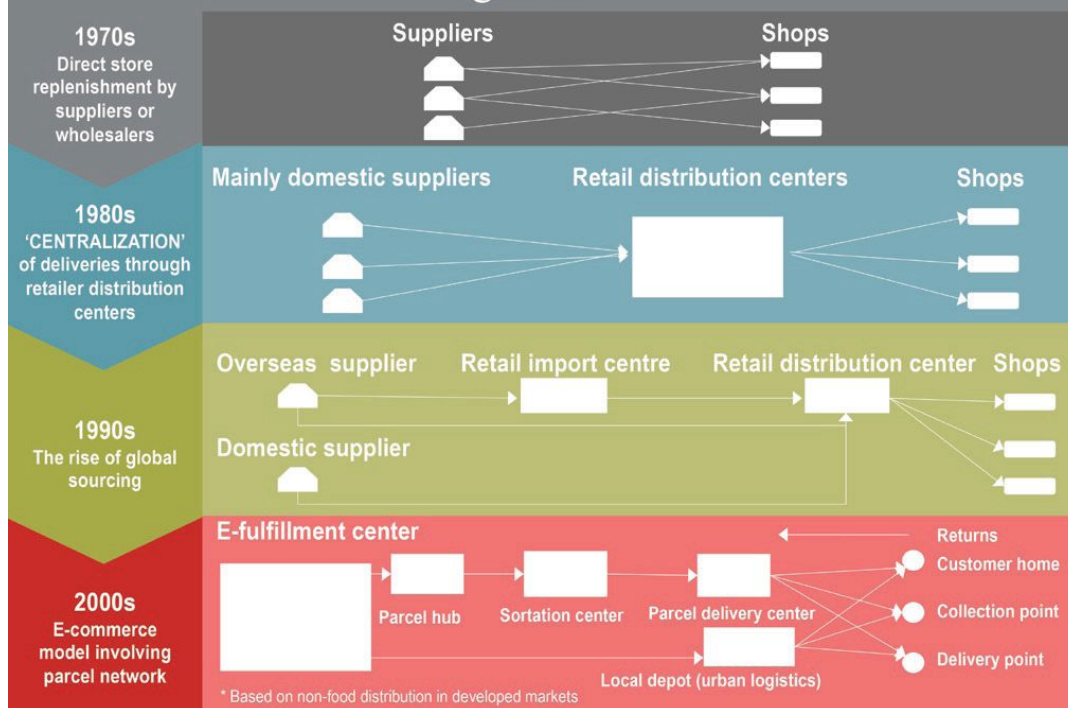 1970s
Direct store
replenishment by
suppliers or
wholesalers
Suppliers
Shops
1980s
‘CENTRALIZATION’
of deliveries through
retailer distribution
centers
Mainly domestic suppliers
Retail distribution centers
Shops
1990s
The rise of global
sourcing
Overseas supplier
Retail import centre
Retail distribution center
Shops
Domestic supplier
2000s
E-commerce
model involving
parcel network
E-fulfillment center
Parcel hub
Sortation center
Parcel delivery center
Local depot (urban logistics)
Returns
Customer home
Collection point
Delivery point
* Based on non-food distribution in developed markets